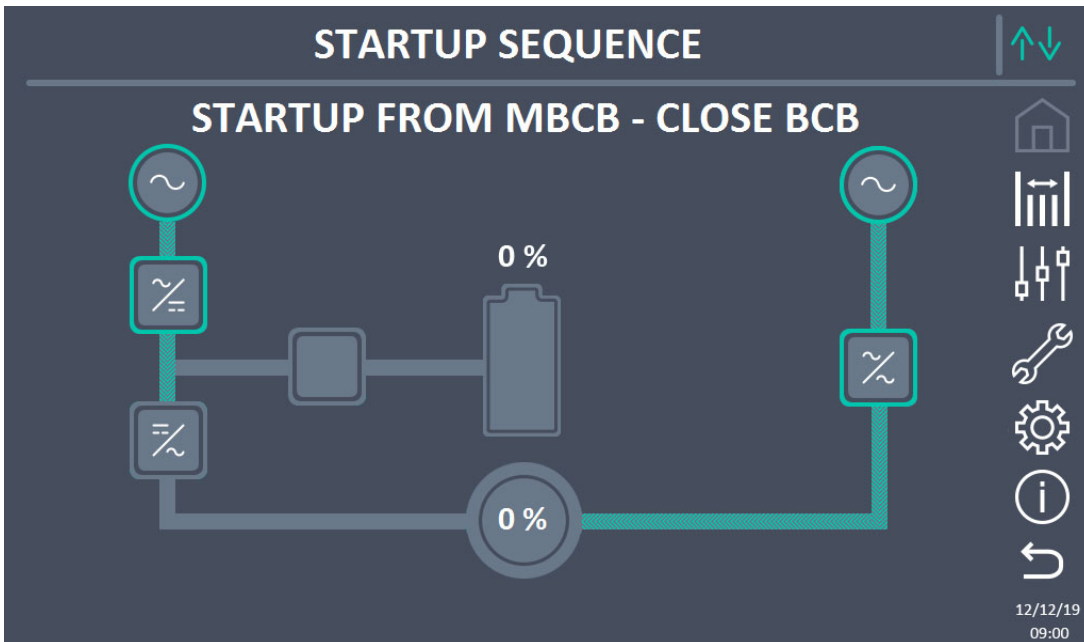 STARTUP SEQUENCE
STARTUP FROM MBCB - CLOSE BCB
0 %
0 %
12/12/19
09:00